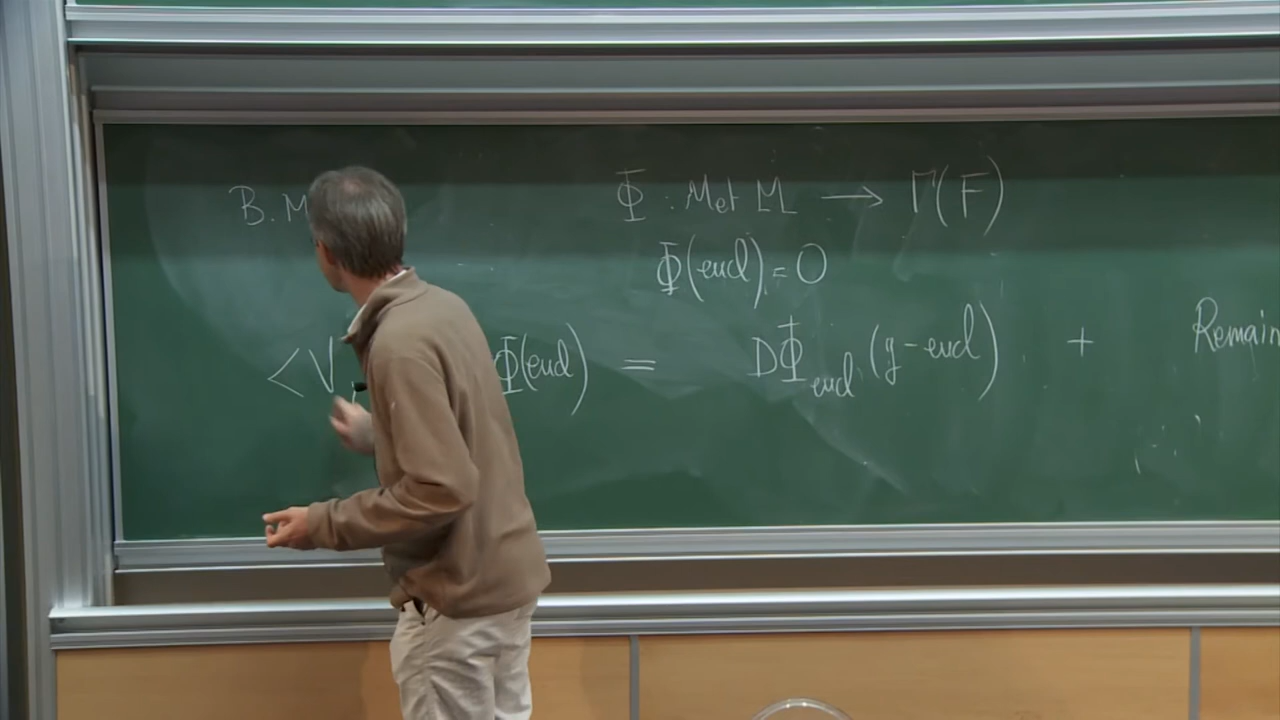 B.M
Φ : Met M → Γ(F)
Φ(eucl) = 0
<V, Φ(eucl) = DΦ_eucl (g-eucl) + Remain